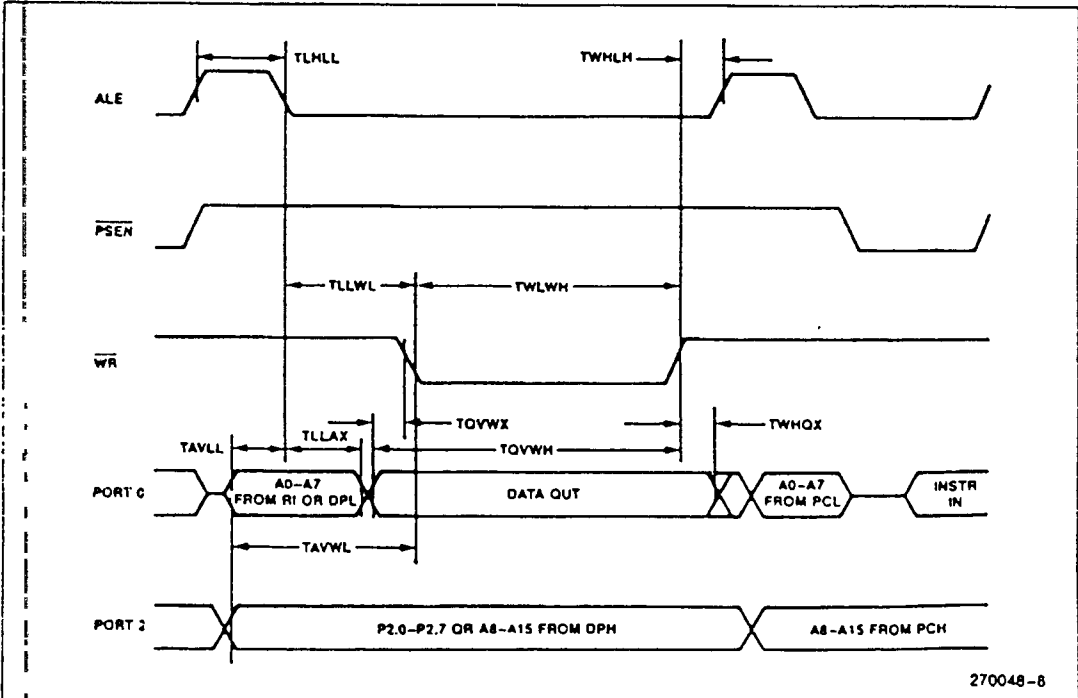 TLHLL
TWHLH
ALE
PSEN
TLLWL
TWLWH
WR
TAVLL
TLLAX
TQVWX
TQVWH
TWHQX
PORT 0
A0-A7
FROM RI OR DPL
DATA OUT
A0-A7
FROM PCL
INSTR
IN
TAVWL
PORT 2
P2.0-P2.7 OR A8-A15 FROM DPH
A8-A15 FROM PCH
270048-6